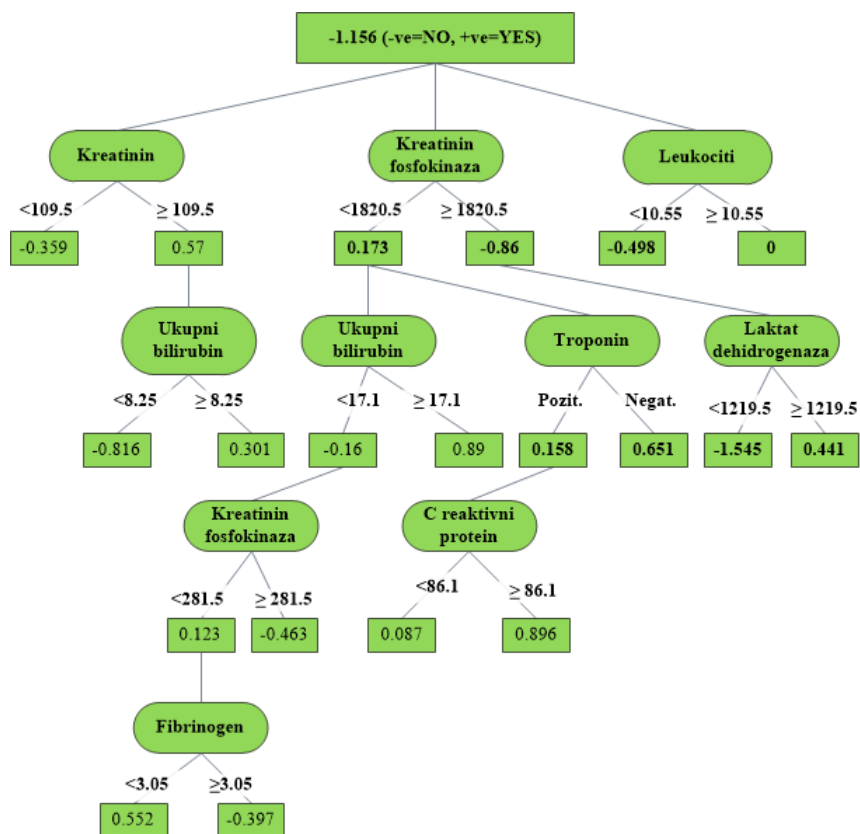 -1.156 (-ve=NO, +ve=YES)
Kreatinin
Kreatinin
fosfokinaza
Leukociti
<109.5
≥ 109.5
<1820.5
≥ 1820.5
<10.55
≥ 10.55
-0.359
0.57
0.173
-0.86
-0.498
0
Ukupni
bilirubin
Ukupni
bilirubin
Troponin
Laktat
dehidrogenaza
<8.25
≥ 8.25
<17.1
≥ 17.1
Pozit.
Negat.
<1219.5
≥ 1219.5
-0.816
0.301
-0.16
0.89
0.158
0.651
-1.545
0.441
Kreatinin
fosfokinaza
C reaktivni
protein
<281.5
≥ 281.5
<86.1
≥ 86.1
0.123
-0.463
0.087
0.896
Fibrinogen
<3.05
≥3.05
0.552
-0.397